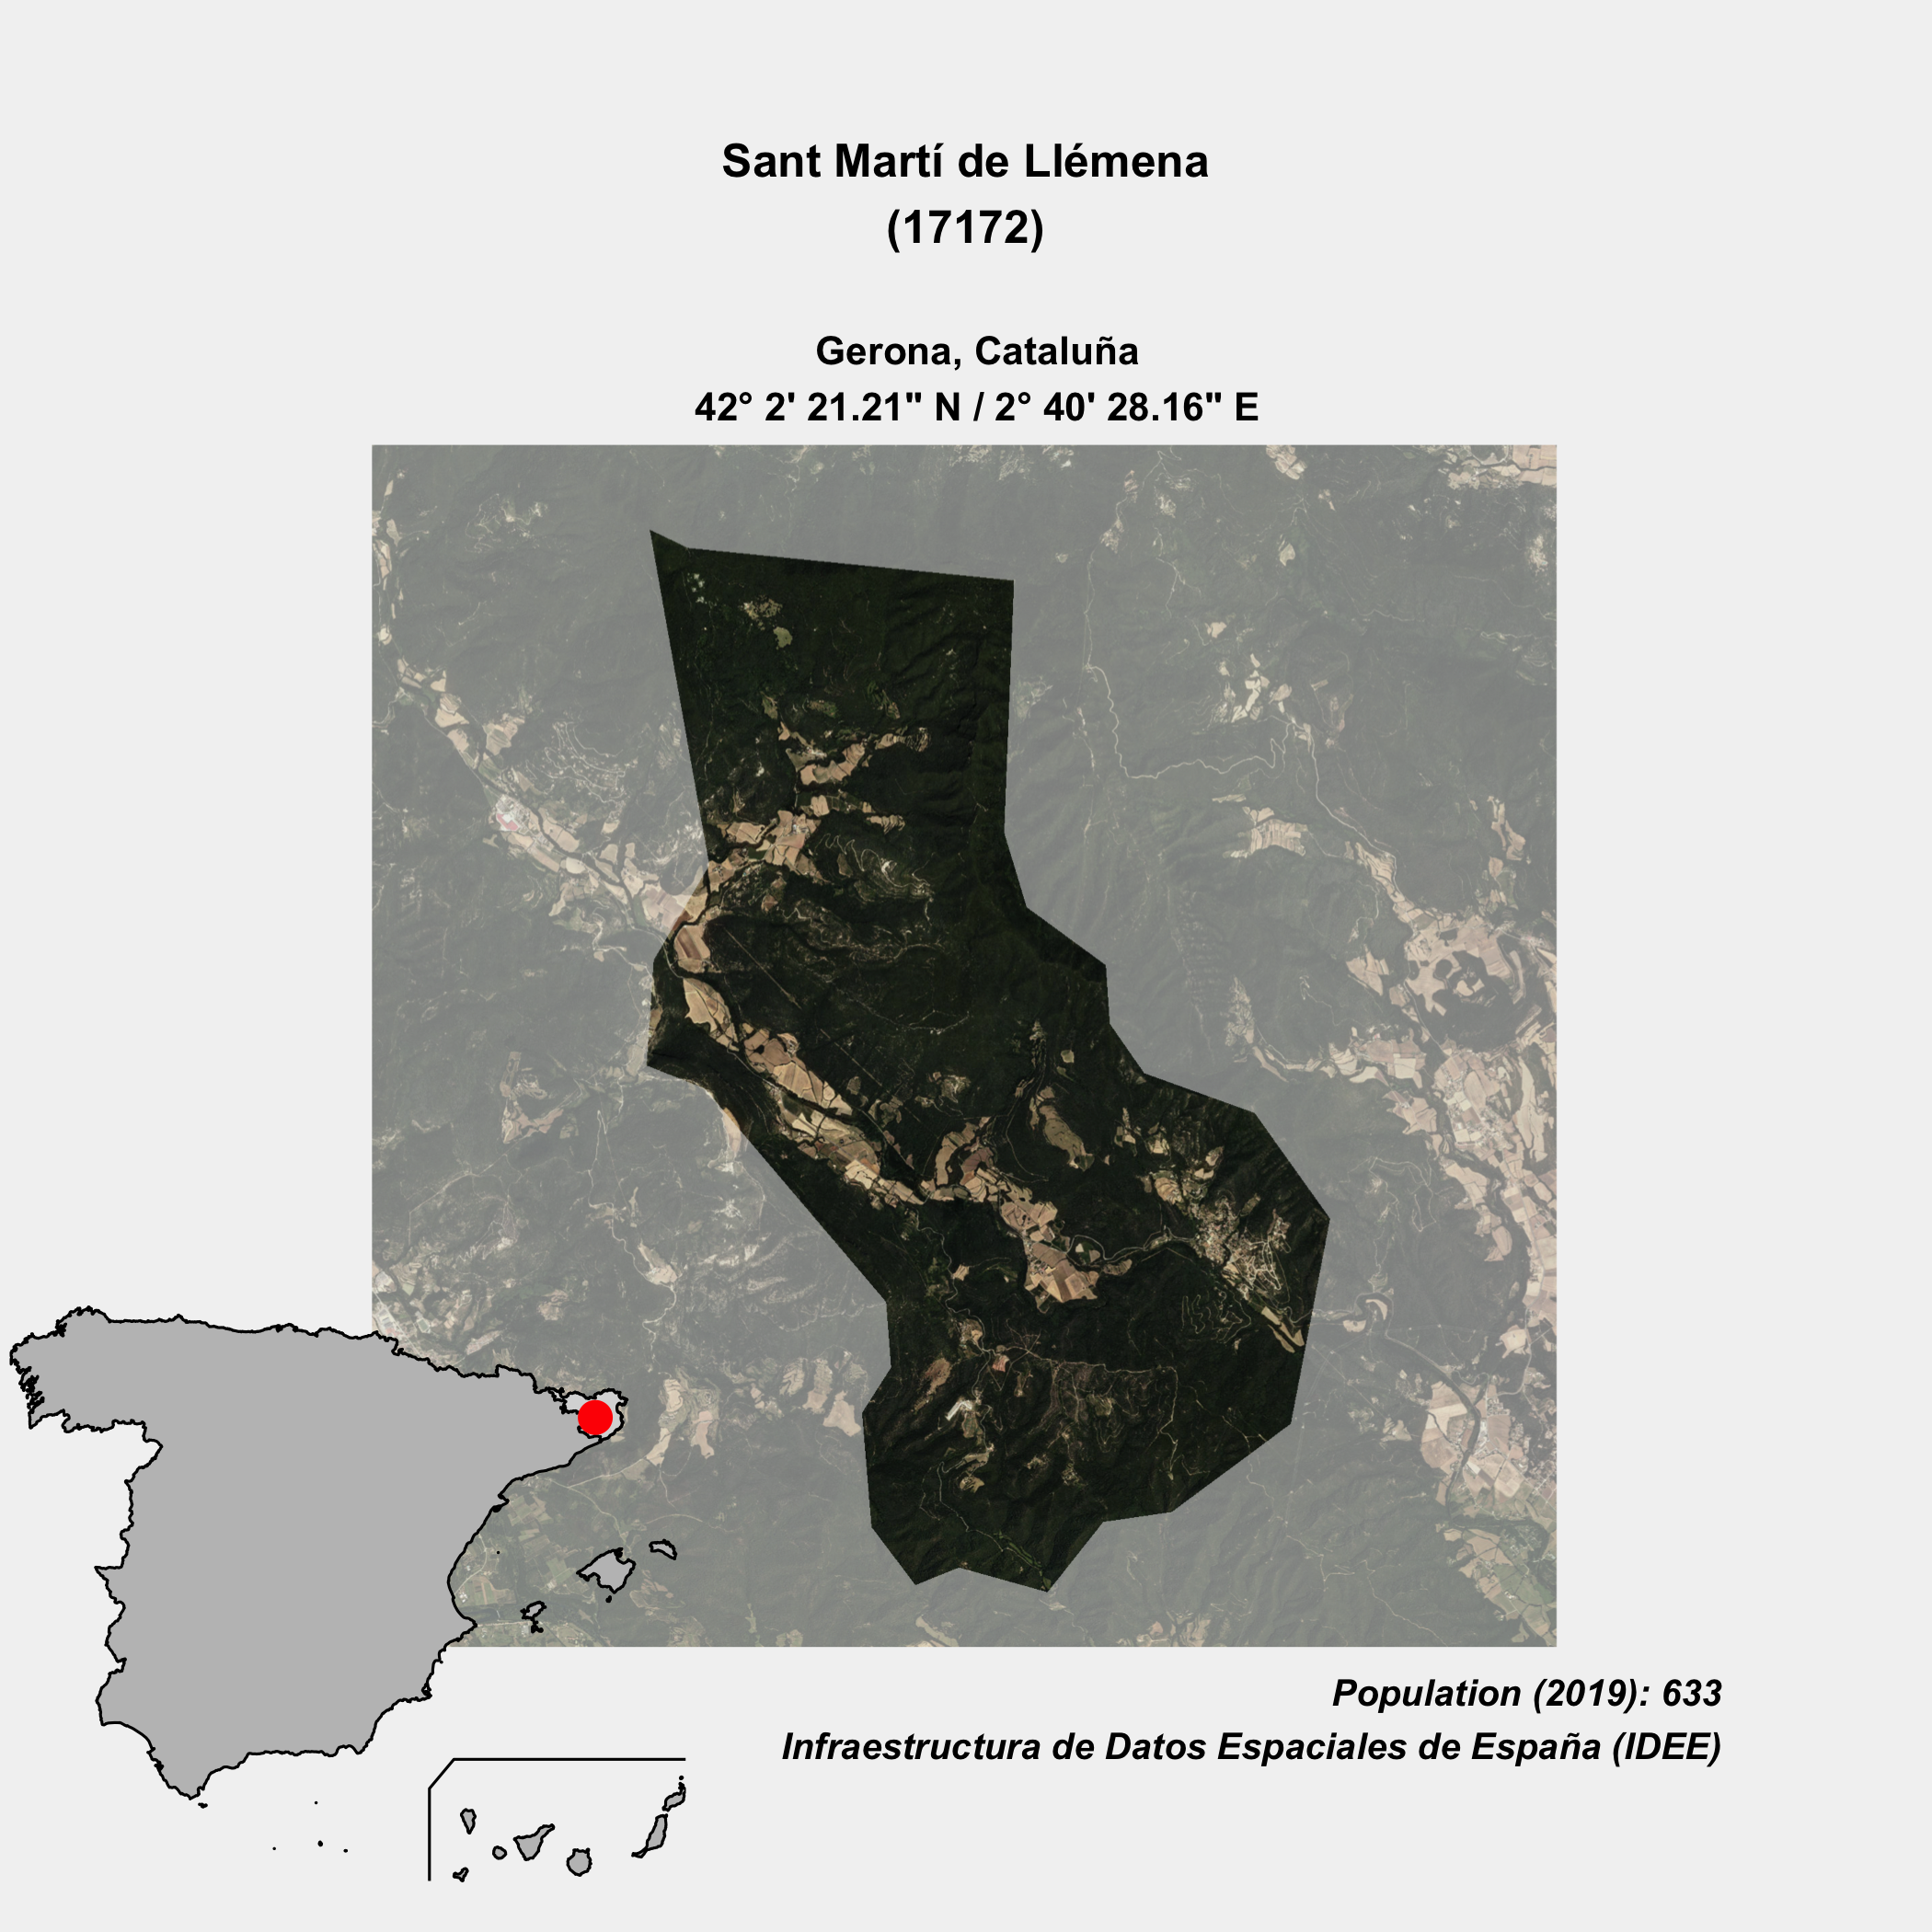 Sant Martí de Llémena
(17172)
Gerona, Cataluña
42° 2' 21.21" N / 2° 40' 28.16" E
Population (2019): 633
Infraestructura de Datos Espaciales de España (IDEE)